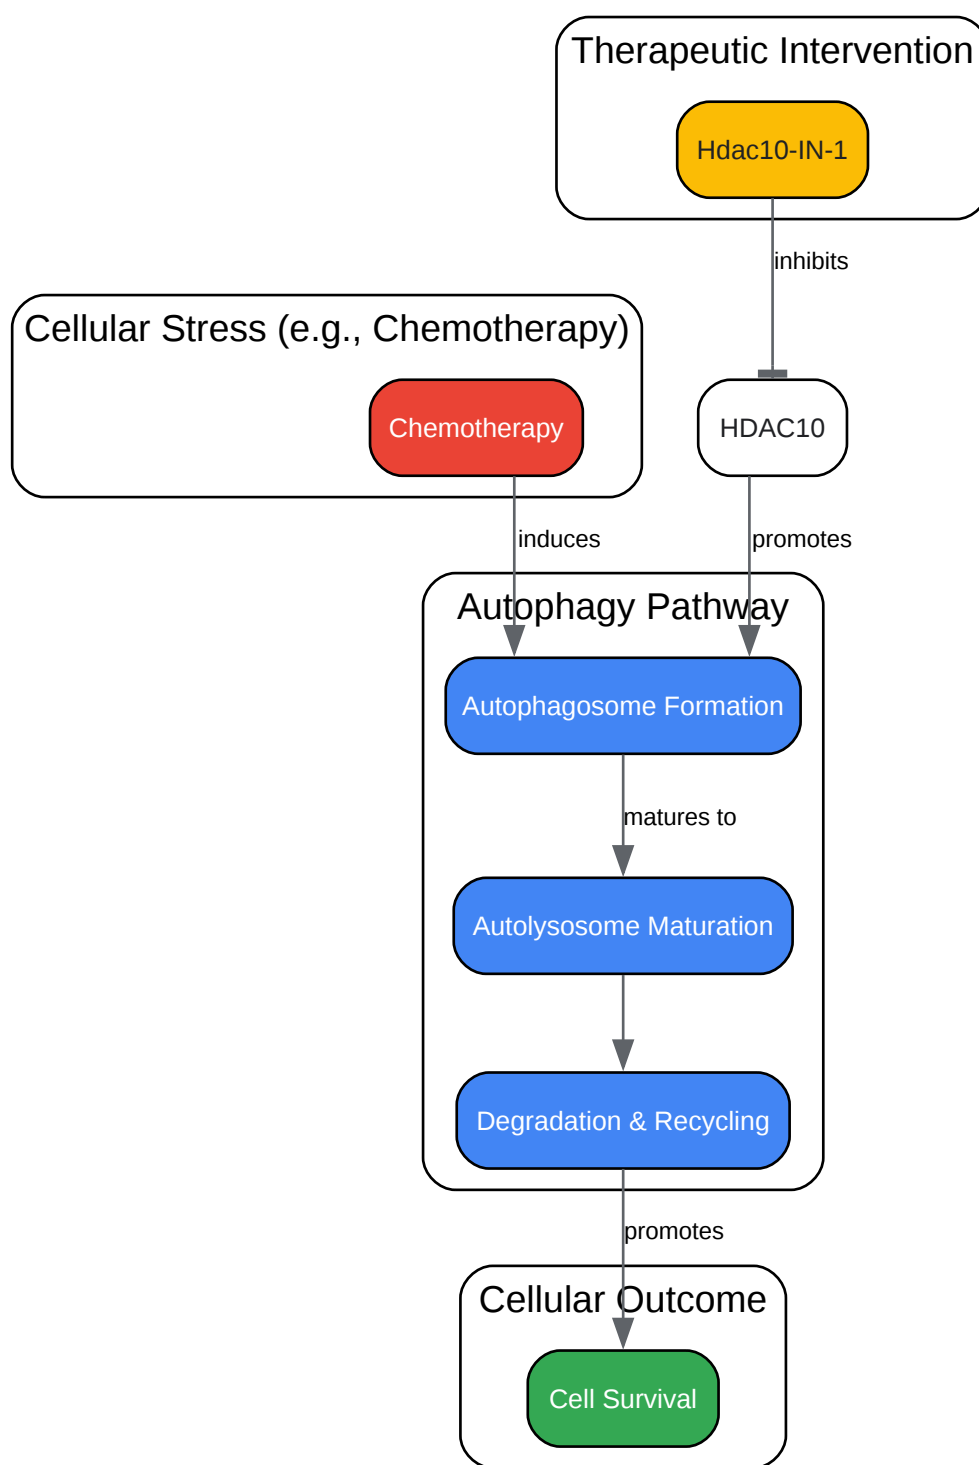 Therapeutic Intervention
Hdac10-IN-1
inhibits
Cellular Stress (e.g., Chemotherapy)
Chemotherapy
HDAC10
induces
promotes
Autophagy Pathway
Autophagosome Formation
matures to
Autolysosome Maturation
Degradation & Recycling
promotes
Cellular Outcome
Cell Survival